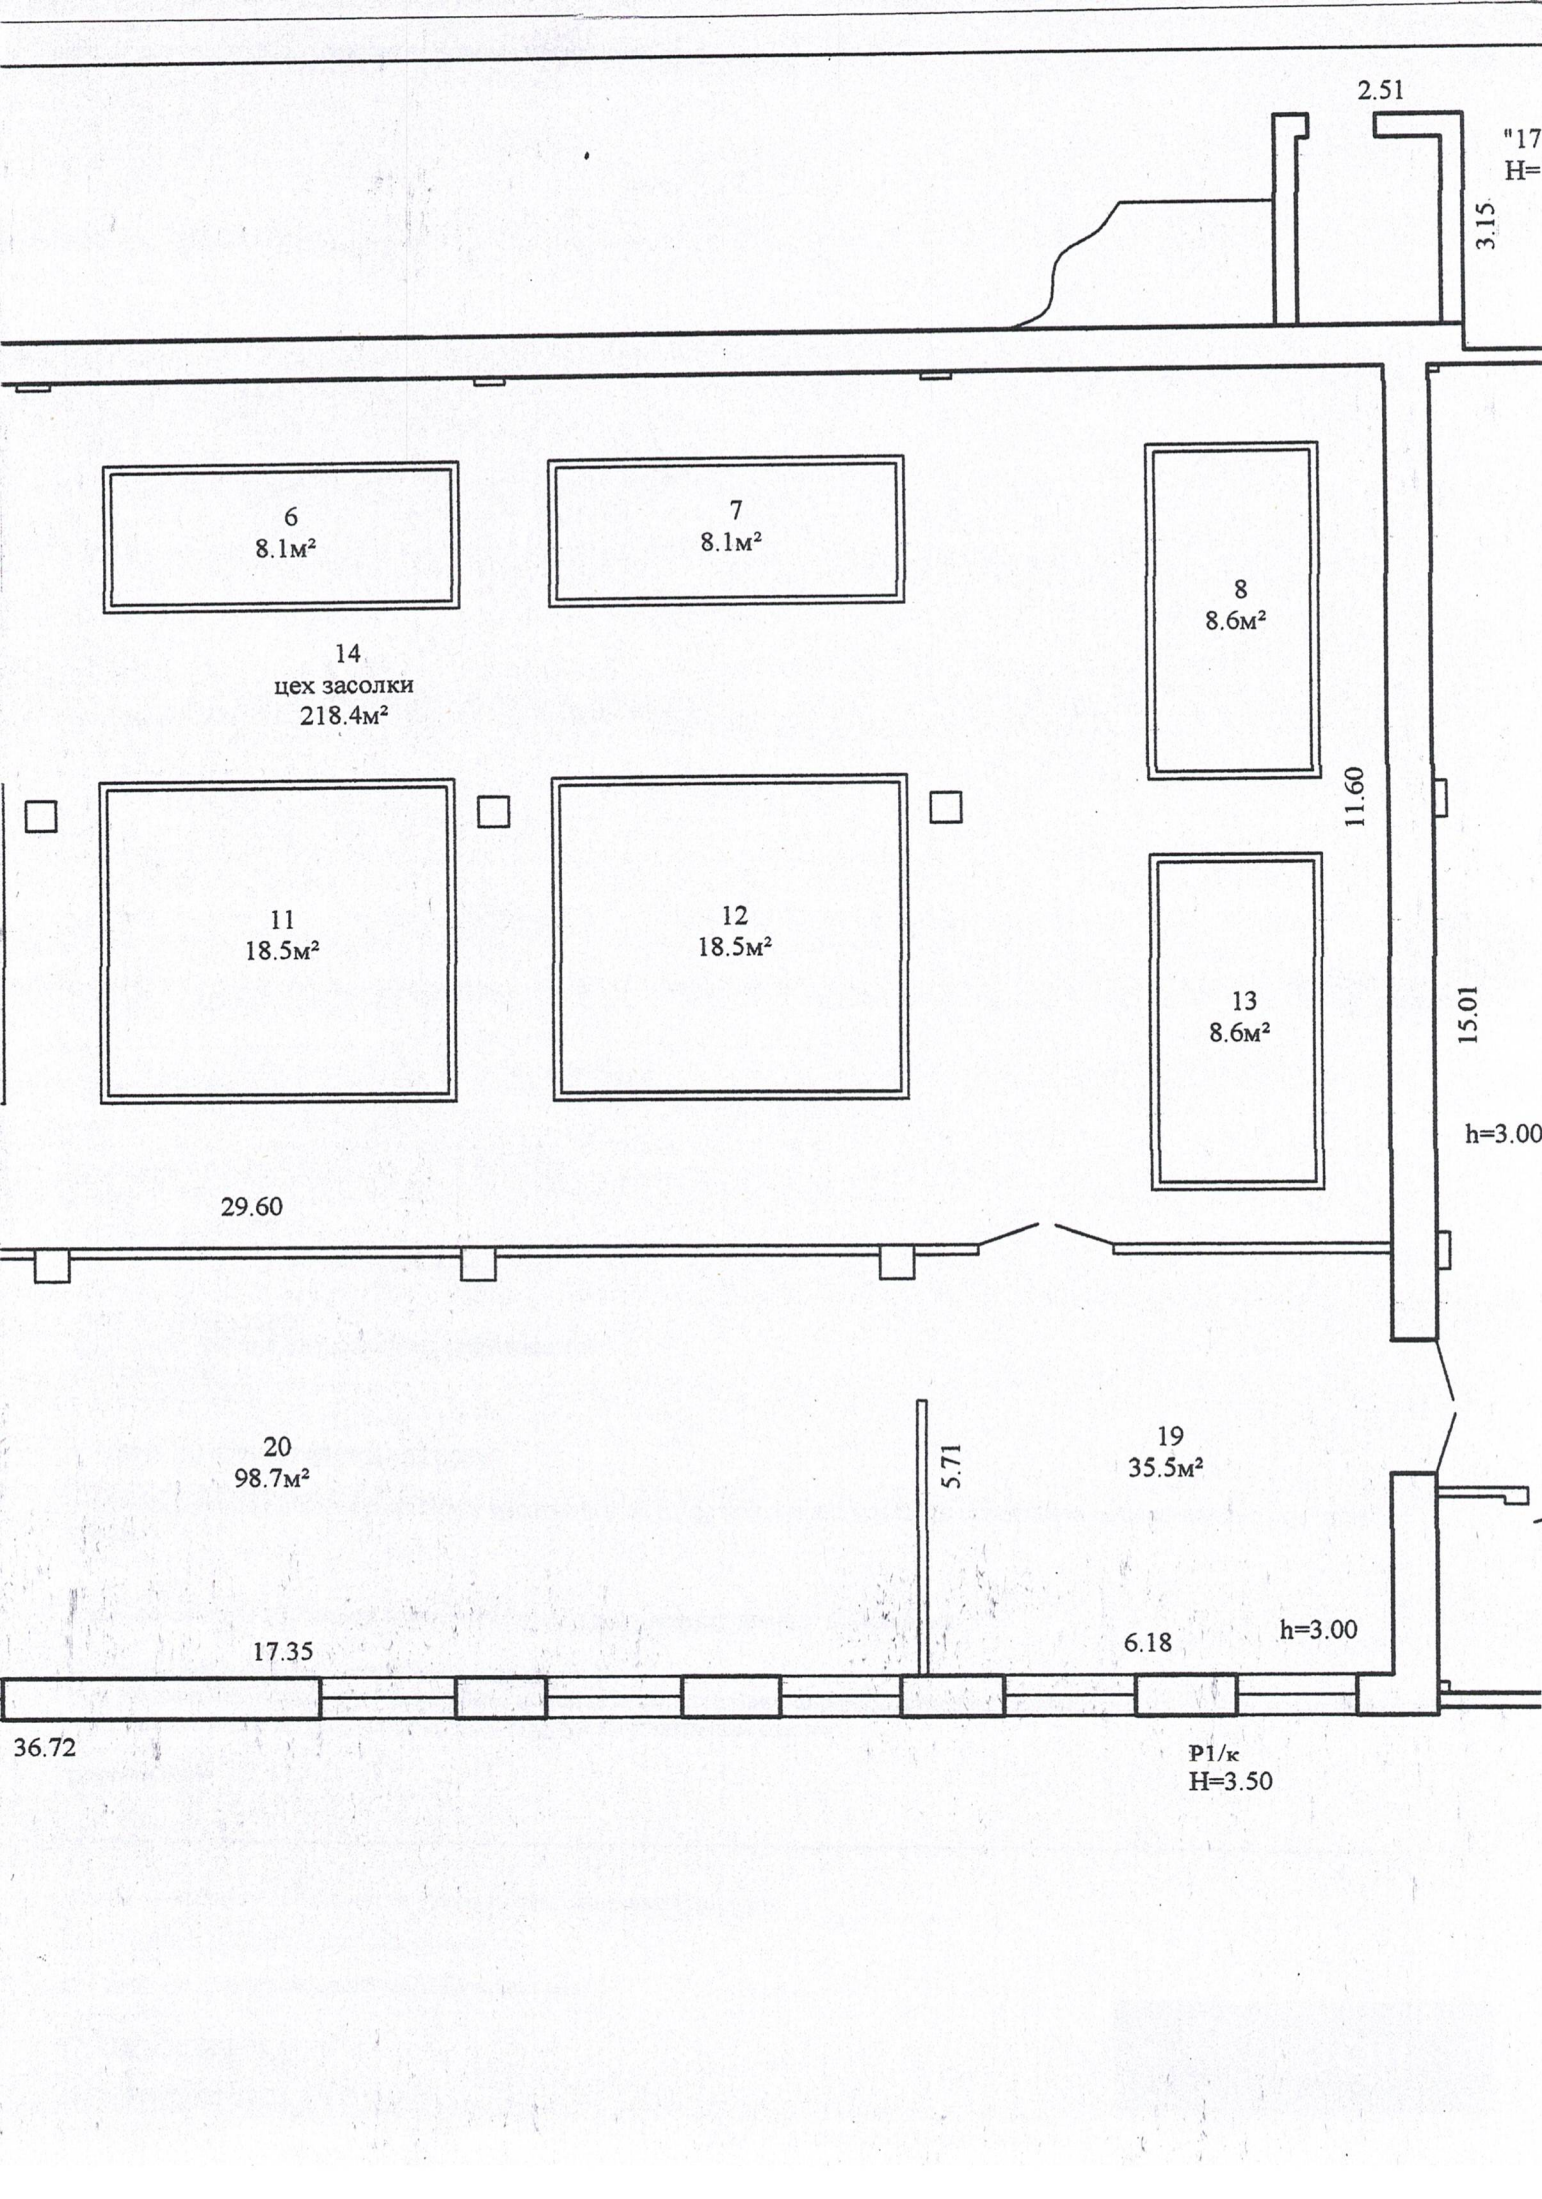 2.51
"17
H=
3.15
6
8.1м²
7
8.1м²
8
8.6м²
14
цех засолки
218.4м²
11.60
11
18.5м²
12
18.5м²
13
8.6м²
15.01
h=3.00
29.60
20
98.7м²
5.71
19
35.5м²
17.35
6.18
h=3.00
36.72
Р1/к
H=3.50